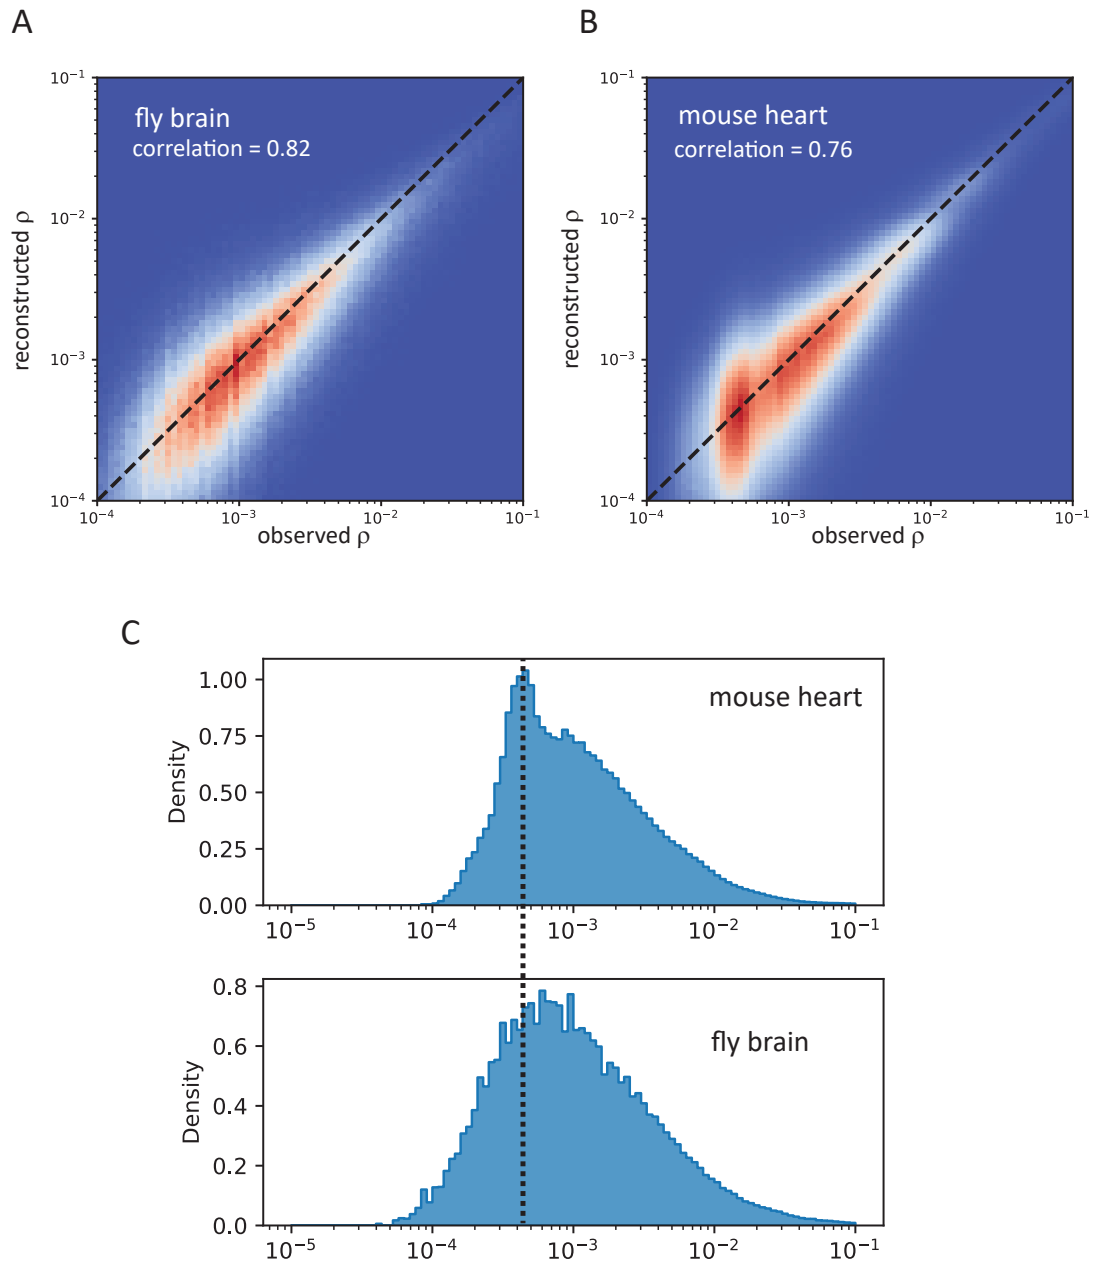 A
B
10⁻¹
fly brain
correlation = 0.82
10⁻²
reconstructed ρ
10⁻³
10⁻⁴
10⁻⁴
10⁻³
10⁻²
10⁻¹
observed ρ
10⁻¹
mouse heart
correlation = 0.76
10⁻²
reconstructed ρ
10⁻³
10⁻⁴
10⁻⁴
10⁻³
10⁻²
10⁻¹
observed ρ
C
1.00
mouse heart
0.75
Density
0.50
0.25
0.00
10⁻⁵
10⁻⁴
10⁻³
10⁻²
10⁻¹
0.8
fly brain
0.6
Density
0.4
0.2
0.0
10⁻⁵
10⁻⁴
10⁻³
10⁻²
10⁻¹